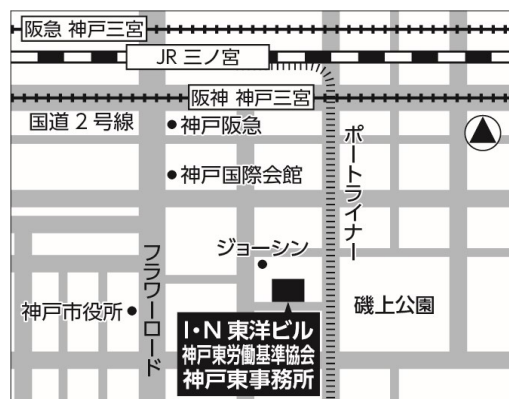 阪急 神戸三宮
JR 三ノ宮
阪神 神戸三宮
国道2号線
●神戸阪急
●神戸国際会館
ポートライナー
フラワーロード
ジョーシン
神戸市役所●
磯上公園
I・N 東洋ビル
神戸東労働基準協会
神戸東事務所